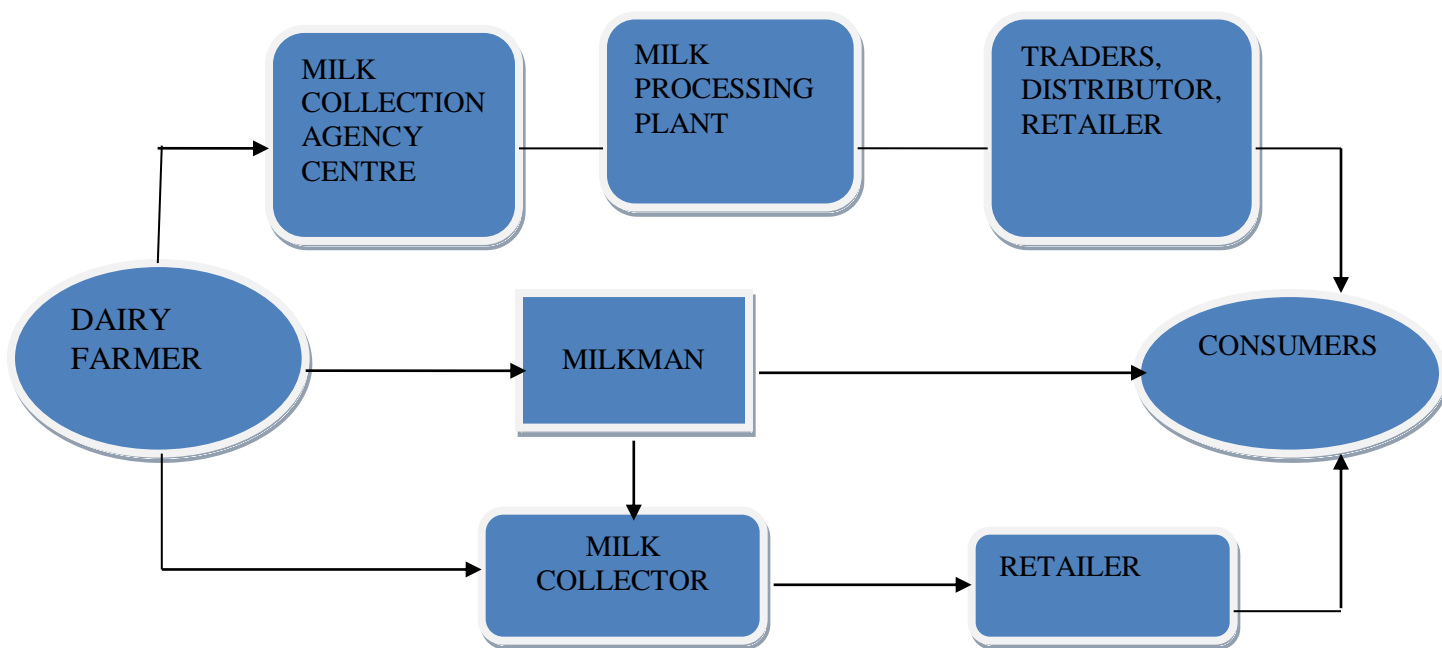 MILK
COLLECTION
AGENCY
CENTRE
MILK
PROCESSING
PLANT
TRADERS,
DISTRIBUTOR,
RETAILER
DAIRY
FARMER
MILKMAN
CONSUMERS
MILK
COLLECTOR
RETAILER